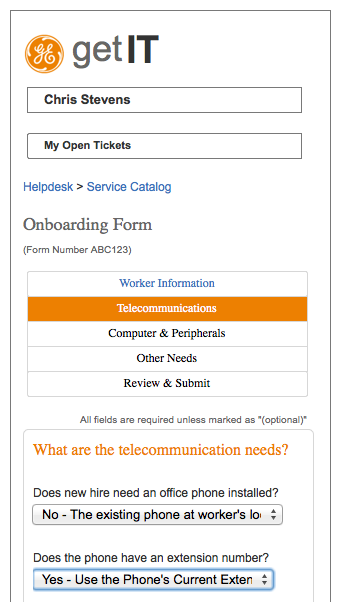 GE
getIT
Chris Stevens
My Open Tickets
Helpdesk > Service Catalog
Onboarding Form
(Form Number ABC123)
Worker Information
Telecommunications
Computer & Peripherals
Other Needs
Review & Submit
All fields are required unless marked as "(optional)"
What are the telecommunication needs?
Does new hire need an office phone installed?
No - The existing phone at worker's lo
Does the phone have an extension number?
Yes - Use the Phone's Current Exten